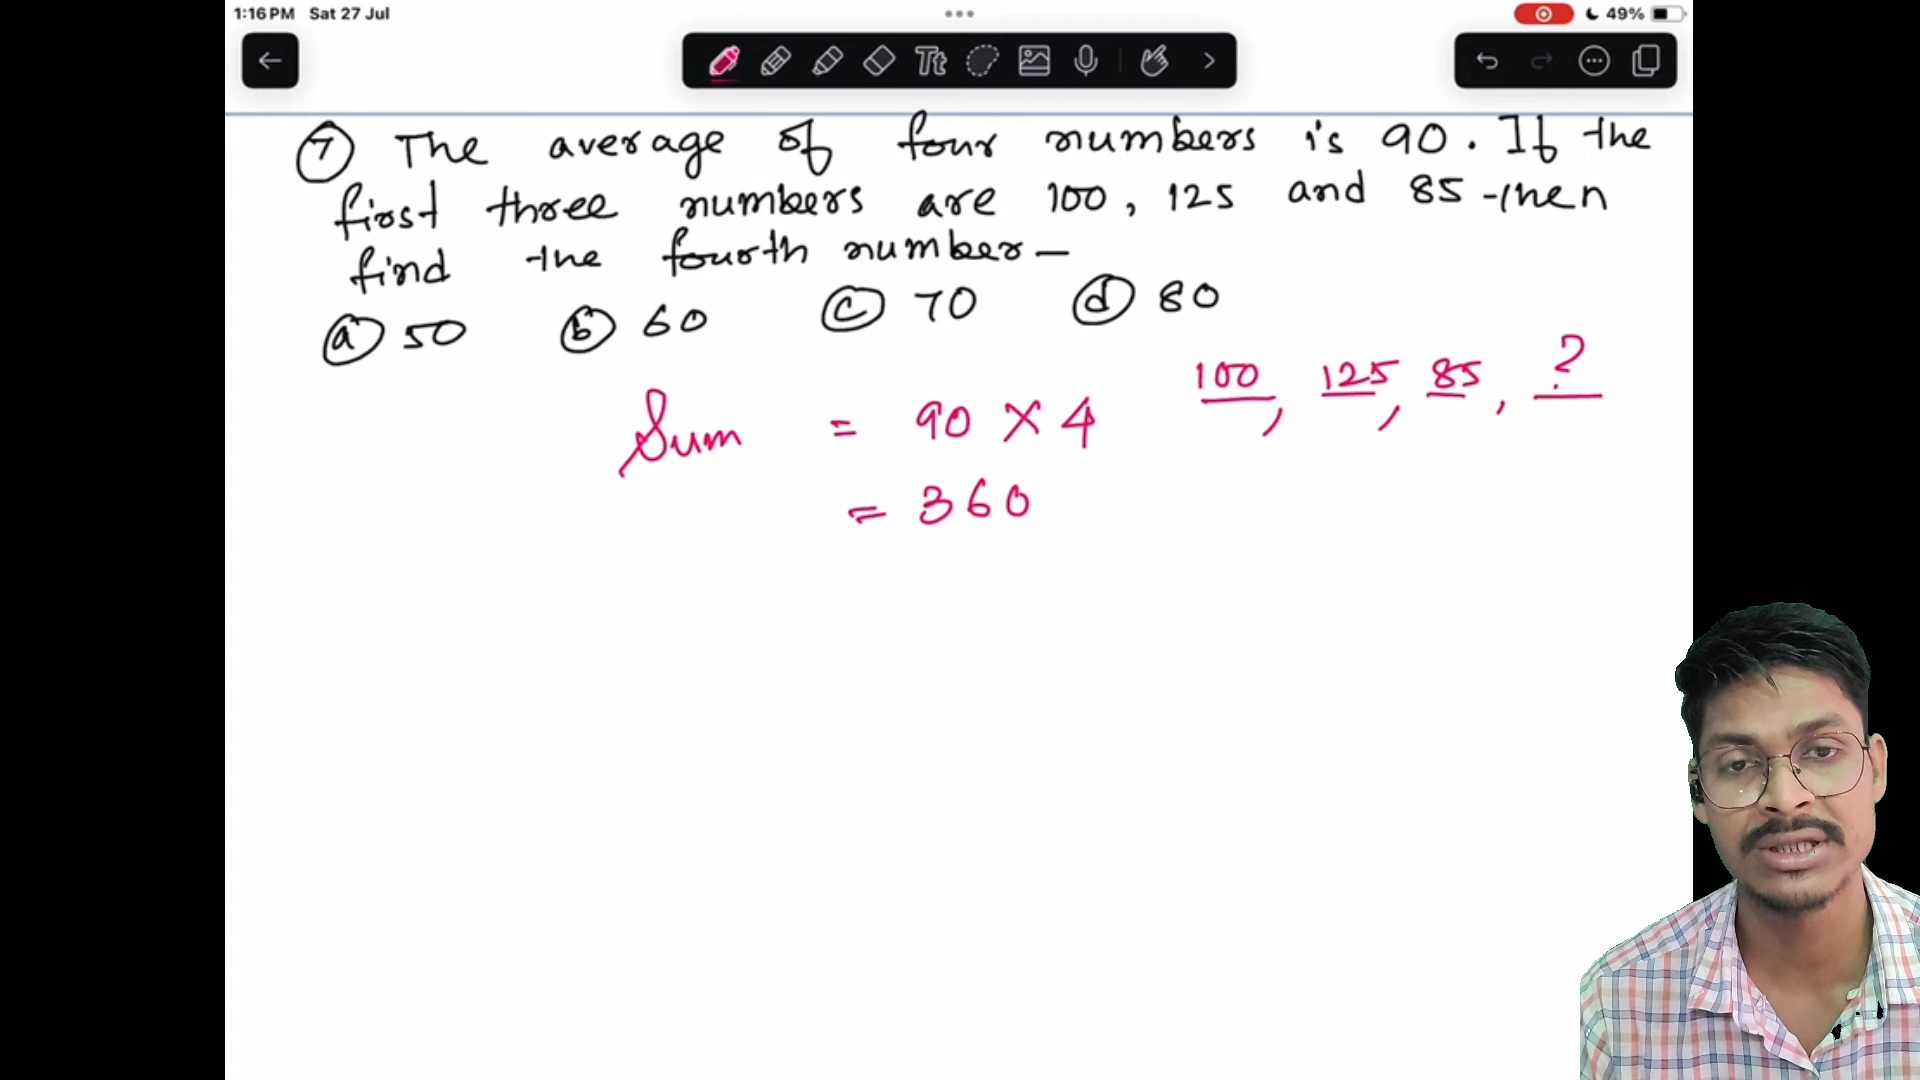 1:16 PM Sat 27 Jul
49%
Tt
7 The average of four numbers is 90. If the
first three numbers are 100, 125 and 85 then
find the fourth number –
a 50 b 60 c 70 d 80
100, 125, 85, ?
Sum = 90 × 4
= 360